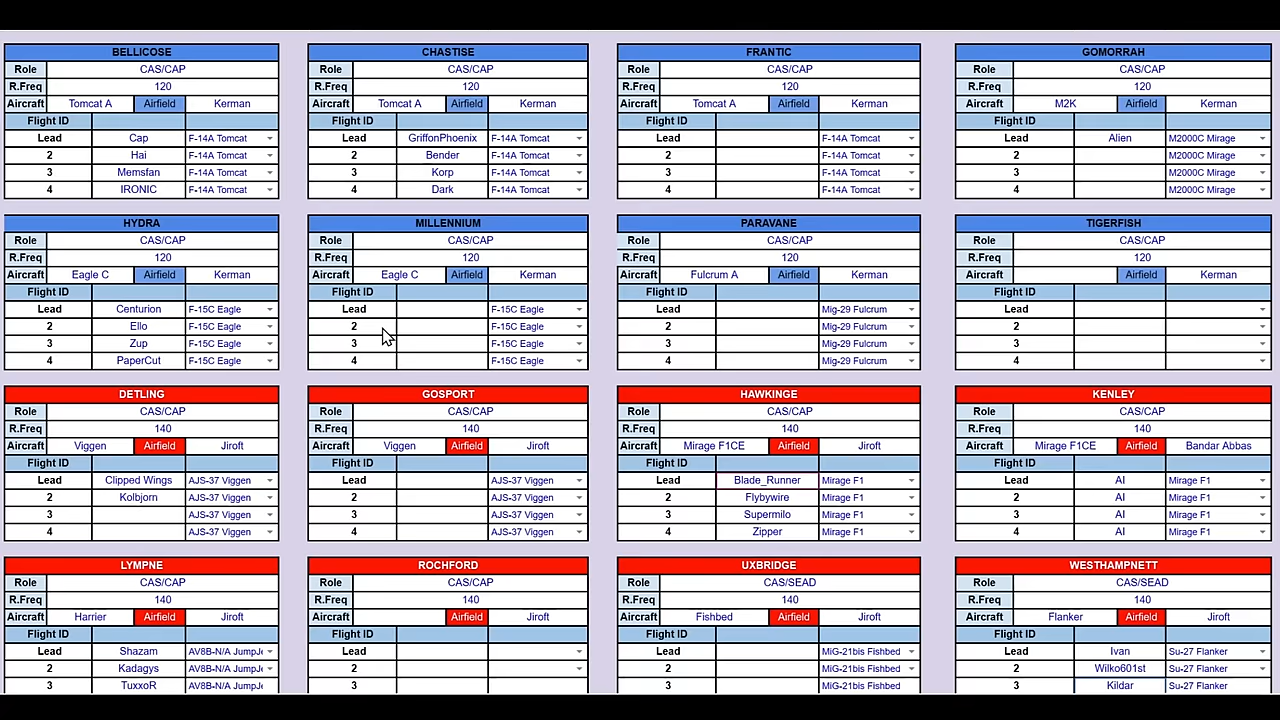 BELLICOSE
Role CAS/CAP
R.Freq 120
Aircraft Tomcat A Airfield Kerman
Flight ID
Lead Cap F-14A Tomcat
2 Hai F-14A Tomcat
3 Memsfan F-14A Tomcat
4 IRONIC F-14A Tomcat
CHASTISE
Role CAS/CAP
R.Freq 120
Aircraft Tomcat A Airfield Kerman
Flight ID
Lead GriffonPhoenix F-14A Tomcat
2 Bender F-14A Tomcat
3 Korp F-14A Tomcat
4 Dark F-14A Tomcat
FRANTIC
Role CAS/CAP
R.Freq 120
Aircraft Tomcat A Airfield Kerman
Flight ID
Lead F-14A Tomcat
2 F-14A Tomcat
3 F-14A Tomcat
4 F-14A Tomcat
GOMORRAH
Role CAS/CAP
R.Freq 120
Aircraft M2K Airfield Kerman
Flight ID
Lead Alien M2000C Mirage
2 M2000C Mirage
3 M2000C Mirage
4 M2000C Mirage
HYDRA
Role CAS/CAP
R.Freq 120
Aircraft Eagle C Airfield Kerman
Flight ID
Lead Centurion F-15C Eagle
2 Ello F-15C Eagle
3 Zup F-15C Eagle
4 PaperCut F-15C Eagle
MILLENNIUM
Role CAS/CAP
R.Freq 120
Aircraft Eagle C Airfield Kerman
Flight ID
Lead F-15C Eagle
2 F-15C Eagle
3 F-15C Eagle
4 F-15C Eagle
PARAVANE
Role CAS/CAP
R.Freq 120
Aircraft Fulcrum A Airfield Kerman
Flight ID
Lead Mig-29 Fulcrum
2 Mig-29 Fulcrum
3 Mig-29 Fulcrum
4 Mig-29 Fulcrum
TIGERFISH
Role CAS/CAP
R.Freq 120
Aircraft Airfield Kerman
Flight ID
Lead
2
3
4
DETLING
Role CAS/CAP
R.Freq 140
Aircraft Viggen Airfield Jiroft
Flight ID
Lead Clipped Wings AJS-37 Viggen
2 Kolbjorn AJS-37 Viggen
3 AJS-37 Viggen
4 AJS-37 Viggen
GOSPORT
Role CAS/CAP
R.Freq 140
Aircraft Viggen Airfield Jiroft
Flight ID
Lead AJS-37 Viggen
2 AJS-37 Viggen
3 AJS-37 Viggen
4 AJS-37 Viggen
HAWKINGE
Role CAS/CAP
R.Freq 140
Aircraft Mirage F1CE Airfield Jiroft
Flight ID
Lead Blade_Runner Mirage F1
2 Flybywire Mirage F1
3 Supermilo Mirage F1
4 Zipper Mirage F1
KENLEY
Role CAS/CAP
R.Freq 140
Aircraft Mirage F1CE Airfield Bandar Abbas
Flight ID
Lead AI Mirage F1
2 AI Mirage F1
3 AI Mirage F1
4 AI Mirage F1
LYMPNE
Role CAS/CAP
R.Freq 140
Aircraft Harrier Airfield Jiroft
Flight ID
Lead Shazam AV8B-N/A JumpJe
2 Kadagys AV8B-N/A JumpJe
3 TuxxoR AV8B-N/A JumpJe
ROCHFORD
Role CAS/CAP
R.Freq 140
Aircraft Airfield Jiroft
Flight ID
Lead
2
3
UXBRIDGE
Role CAS/SEAD
R.Freq 140
Aircraft Fishbed Airfield Jiroft
Flight ID
Lead MiG-21bis Fishbed
2 MiG-21bis Fishbed
3 MiG-21bis Fishbed
WESTHAMPNETT
Role CAS/SEAD
R.Freq 140
Aircraft Flanker Airfield Jiroft
Flight ID
Lead Ivan Su-27 Flanker
2 Wilko601st Su-27 Flanker
3 Kildar Su-27 Flanker